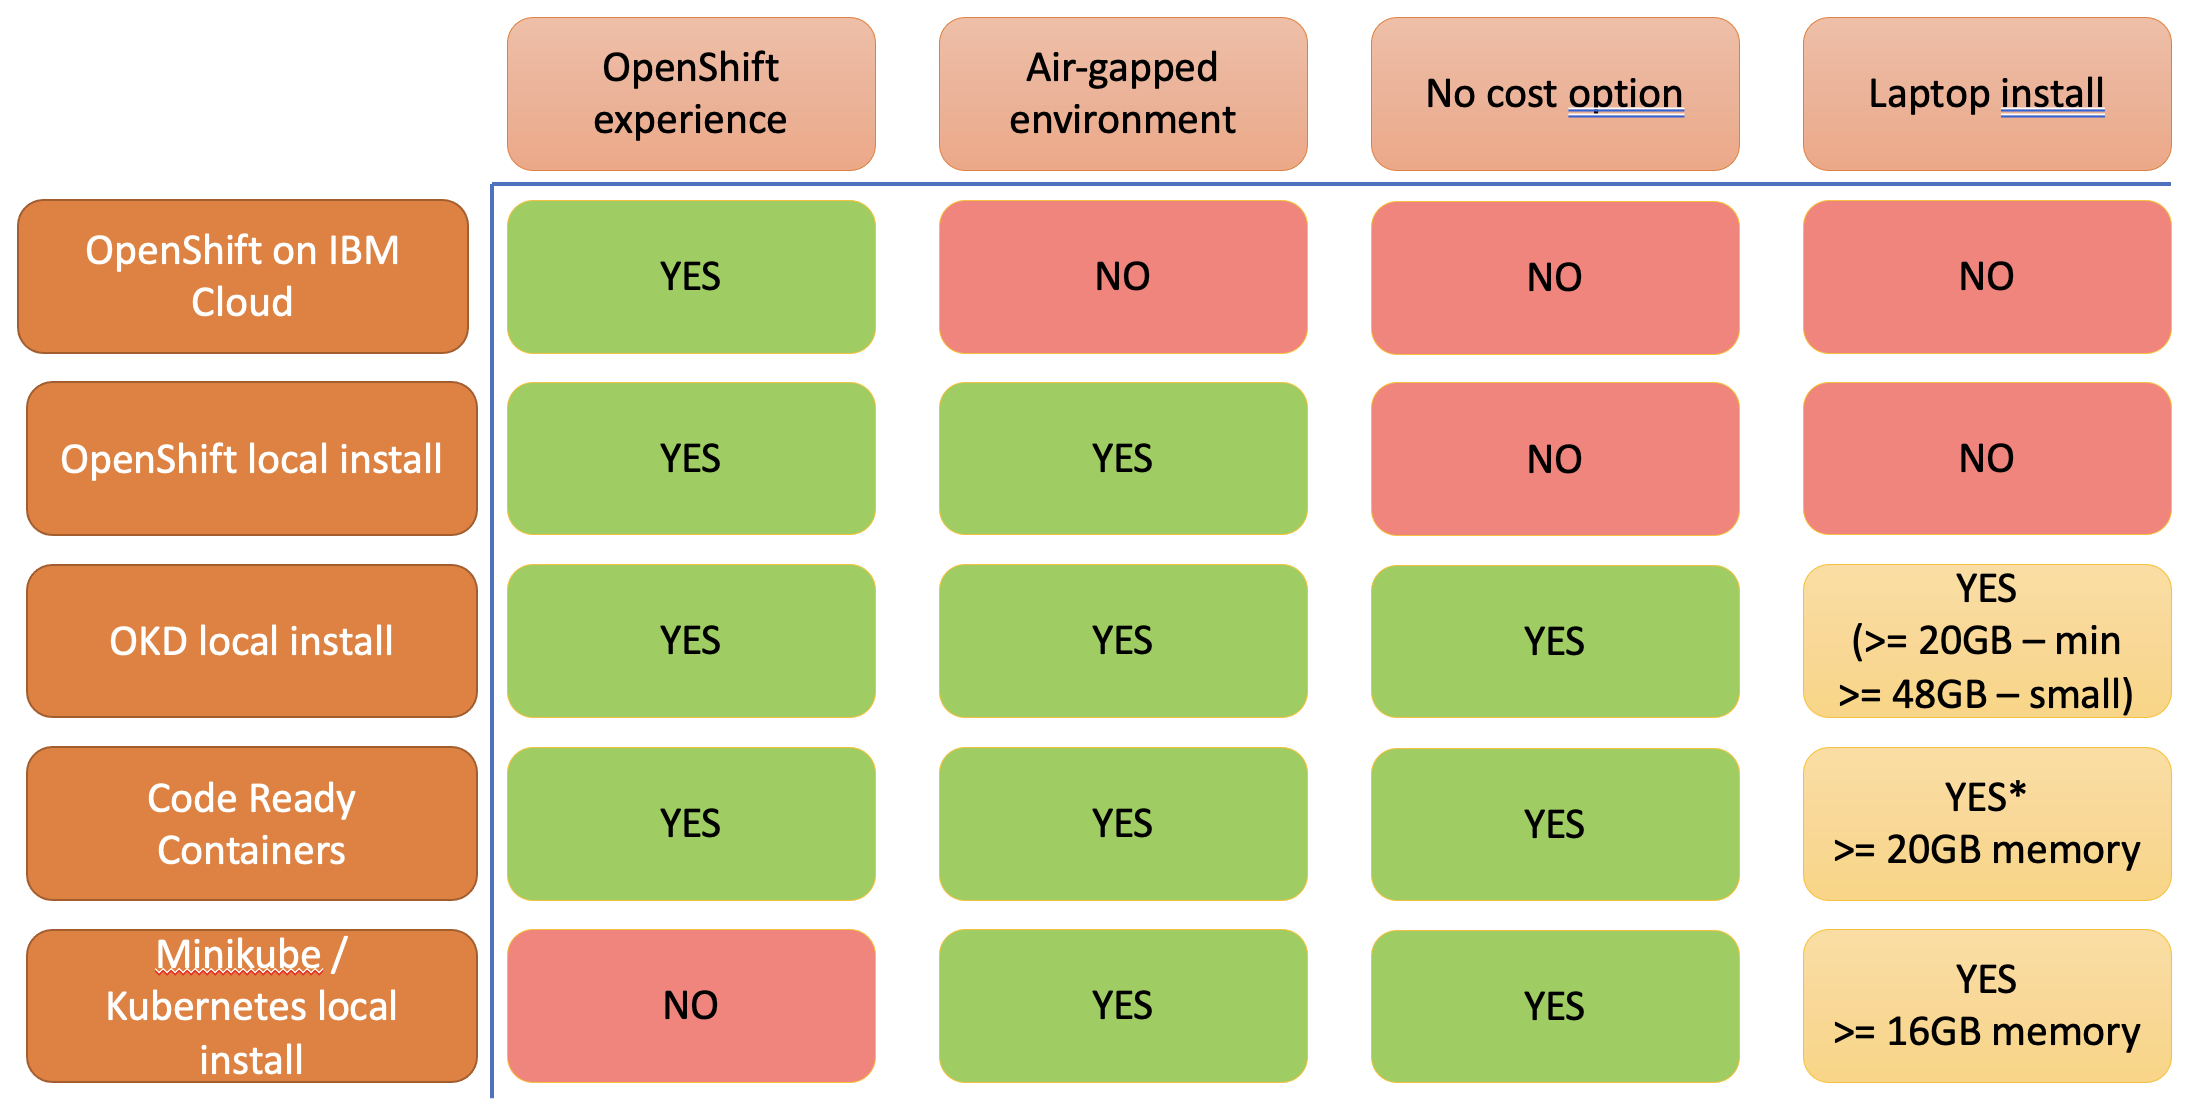 OpenShift
experience
Air-gapped
environment
No cost option
Laptop install
OpenShift on IBM
Cloud
YES
NO
NO
NO
OpenShift local install
YES
YES
NO
NO
OKD local install
YES
YES
YES
YES
(>= 20GB – min
>= 48GB – small)
Code Ready
Containers
YES
YES
YES
YES*
>= 20GB memory
Minikube /
Kubernetes local
install
NO
YES
YES
YES
>= 16GB memory